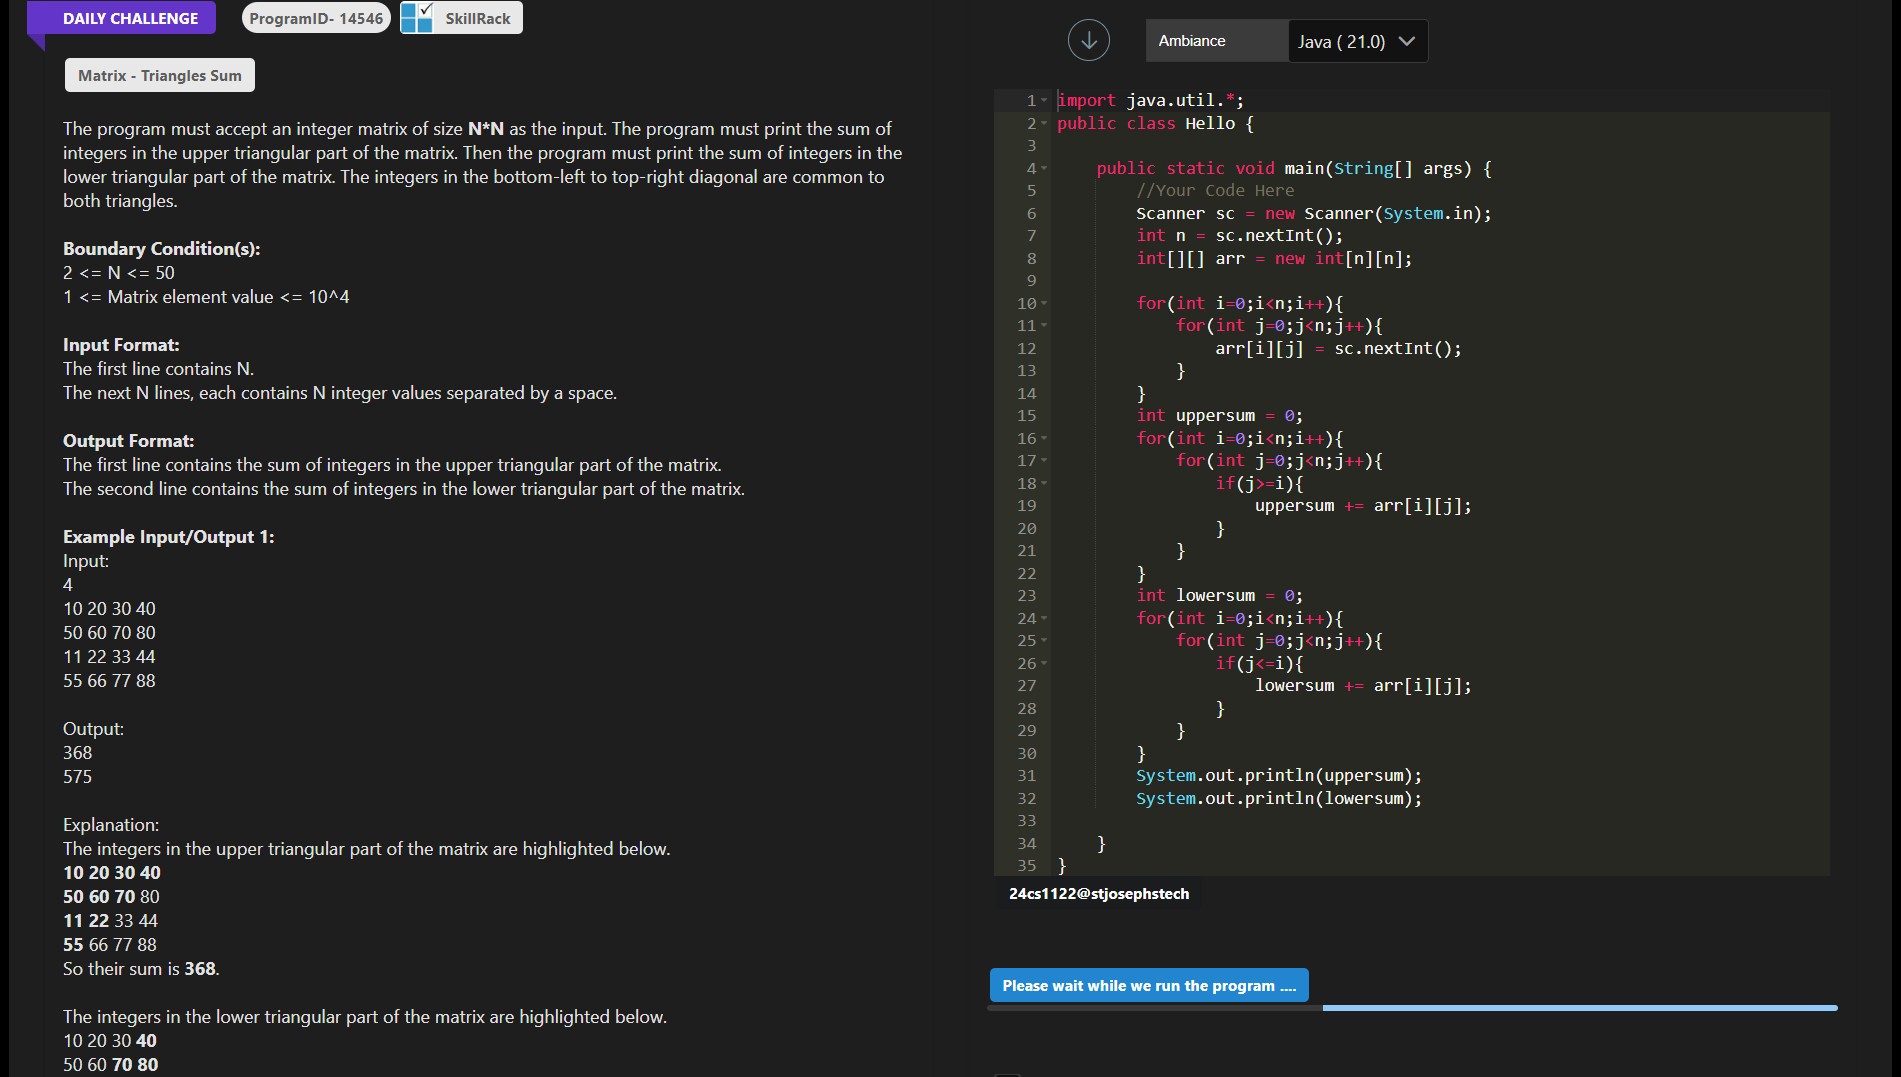 DAILY CHALLENGE
ProgramID- 14546
SkillRack
Matrix - Triangles Sum
The program must accept an integer matrix of size N*N as the input. The program must print the sum of
integers in the upper triangular part of the matrix. Then the program must print the sum of integers in the
lower triangular part of the matrix. The integers in the bottom-left to top-right diagonal are common to
both triangles.
Boundary Condition(s):
2 <= N <= 50
1 <= Matrix element value <= 10^4
Input Format:
The first line contains N.
The next N lines, each contains N integer values separated by a space.
Output Format:
The first line contains the sum of integers in the upper triangular part of the matrix.
The second line contains the sum of integers in the lower triangular part of the matrix.
Example Input/Output 1:
Input:
4
10 20 30 40
50 60 70 80
11 22 33 44
55 66 77 88
Output:
368
575
Explanation:
The integers in the upper triangular part of the matrix are highlighted below.
10 20 30 40
50 60 70 80
11 22 33 44
55 66 77 88
So their sum is 368.
The integers in the lower triangular part of the matrix are highlighted below.
10 20 30 40
50 60 70 80
Ambiance
Java ( 21.0)
1 import java.util.*;
2 public class Hello {
3
4 public static void main(String[] args) {
5 //Your Code Here
6 Scanner sc = new Scanner(System.in);
7 int n = sc.nextInt();
8 int[][] arr = new int[n][n];
9
10 for(int i=0;i<n;i++){
11 for(int j=0;j<n;j++){
12 arr[i][j] = sc.nextInt();
13 }
14 }
15 int uppersum = 0;
16 for(int i=0;i<n;i++){
17 for(int j=0;j<n;j++){
18 if(j>=i){
19 uppersum += arr[i][j];
20 }
21 }
22 }
23 int lowersum = 0;
24 for(int i=0;i<n;i++){
25 for(int j=0;j<n;j++){
26 if(j<=i){
27 lowersum += arr[i][j];
28 }
29 }
30 }
31 System.out.println(uppersum);
32 System.out.println(lowersum);
33
34 }
35 }
24cs1122@stjosephstech
Please wait while we run the program ....